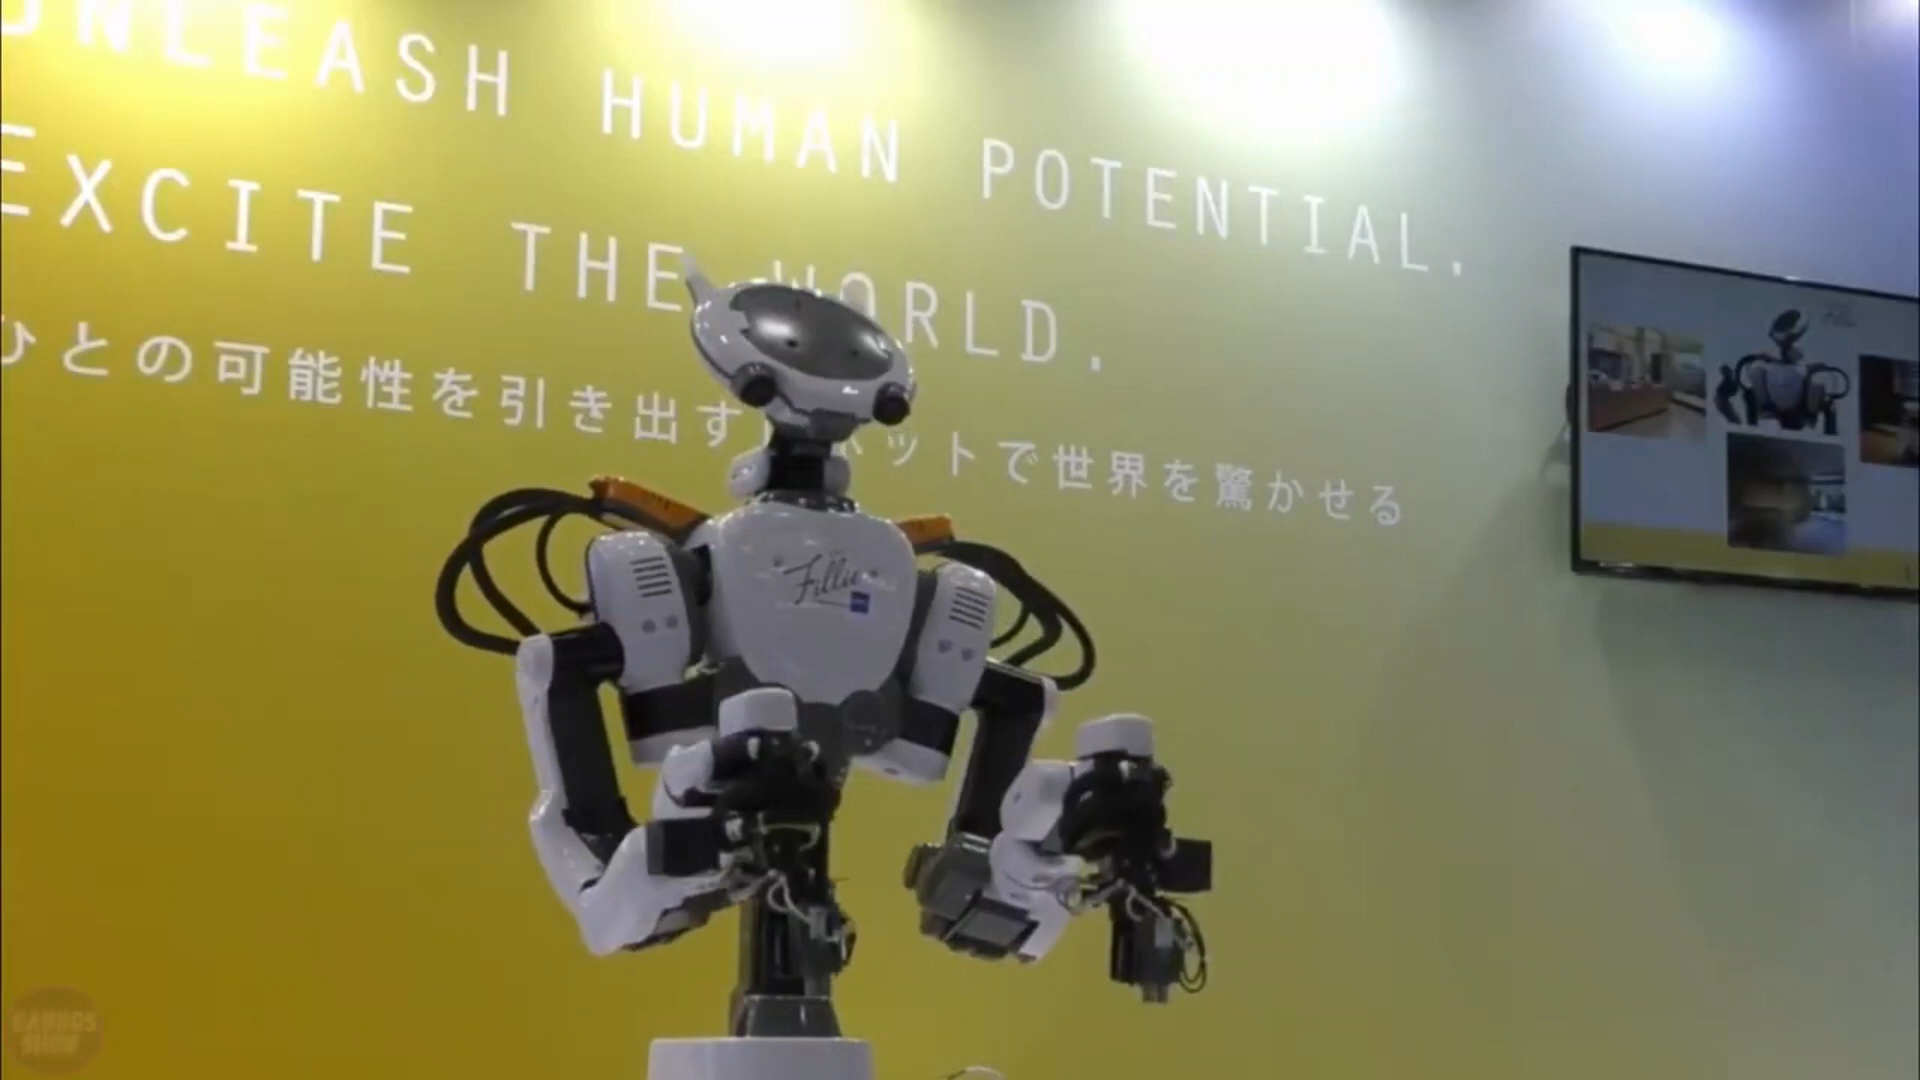 UNLEASH HUMAN POTENTIAL.
EXCITE THE WORLD.
ひとの可能性を引き出す ボットで世界を驚かせる
Fillie